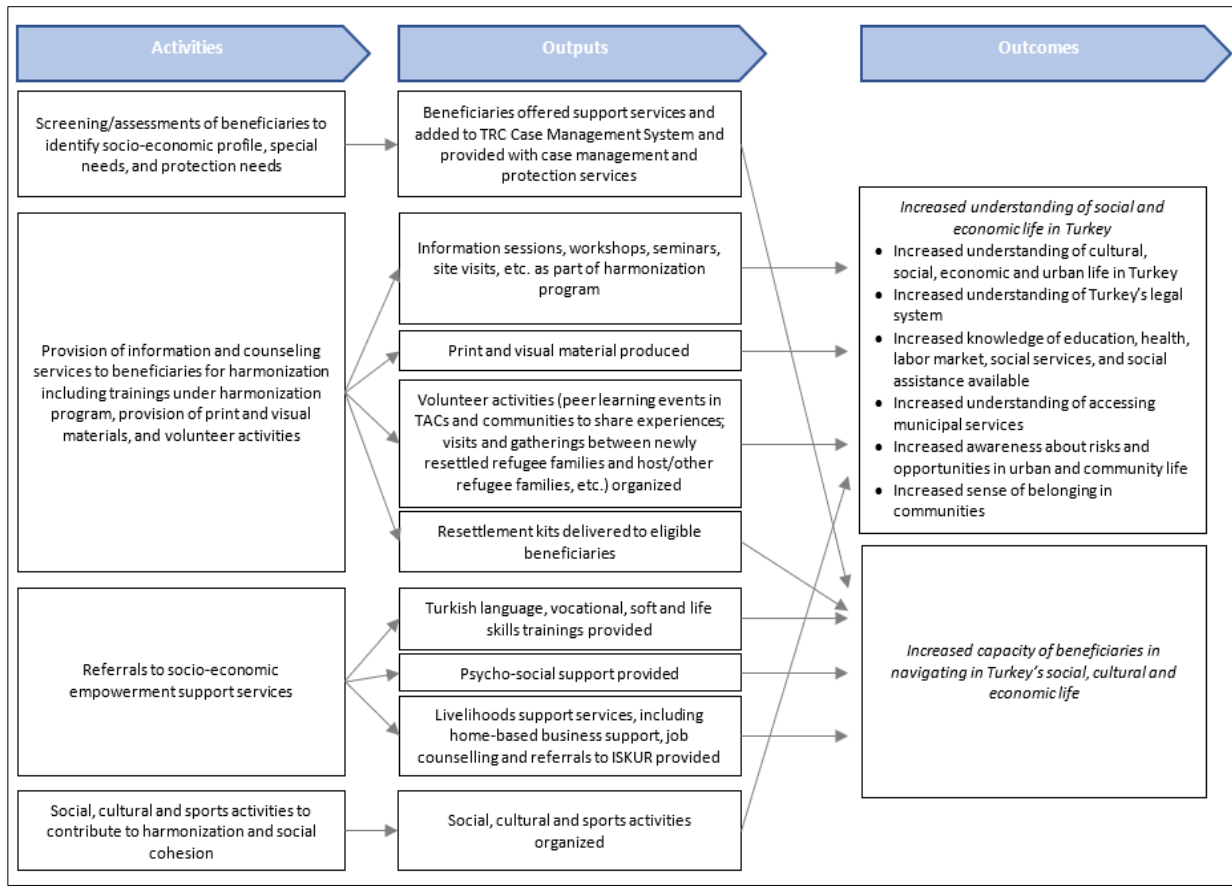 Activities
Outputs
Outcomes
Screening/assessments of beneficiaries to
identify socio-economic profile, special
needs, and protection needs
Beneficiaries offered support services and
added to TRC Case Management System and
provided with case management and
protection services
Provision of information and counseling
services to beneficiaries for harmonization
including trainings under harmonization
program, provision of print and visual
materials, and volunteer activities
Information sessions, workshops, seminars,
site visits, etc. as part of harmonization
program
Print and visual material produced
Volunteer activities (peer learning events in
TACs and communities to share experiences;
visits and gatherings between newly
resettled refugee families and host/other
refugee families, etc.) organized
Resettlement kits delivered to eligible
beneficiaries
Referrals to socio-economic
empowerment support services
Turkish language, vocational, soft and life
skills trainings provided
Psycho-social support provided
Livelihoods support services, including
home-based business support, job
counselling and referrals to ISKUR provided
Social, cultural and sports activities to
contribute to harmonization and social
cohesion
Social, cultural and sports activities
organized
Increased understanding of social and
economic life in Turkey
• Increased understanding of cultural,
social, economic and urban life in Turkey
• Increased understanding of Turkey's legal
system
• Increased knowledge of education, health,
labor market, social services, and social
assistance available
• Increased understanding of accessing
municipal services
• Increased awareness about risks and
opportunities in urban and community life
• Increased sense of belonging in
communities
Increased capacity of beneficiaries in
navigating in Turkey's social, cultural and
economic life